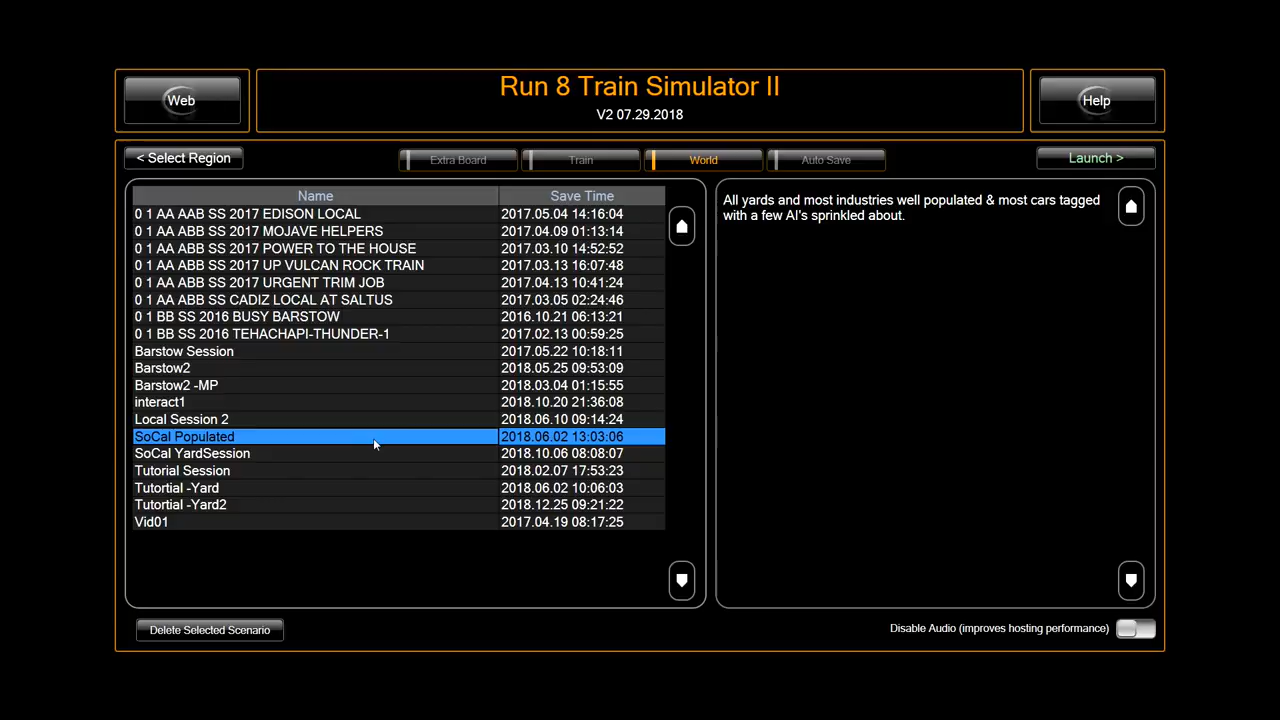 Web
Run 8 Train Simulator II
V2 07.29.2018
Help
< Select Region
Extra Board
Train
World
Auto Save
Launch >
Name Save Time
0 1 AA AAB SS 2017 EDISON LOCAL 2017.05.04 14:16:04
0 1 AA ABB SS 2017 MOJAVE HELPERS 2017.04.09 01:13:14
0 1 AA ABB SS 2017 POWER TO THE HOUSE 2017.03.10 14:52:52
0 1 AA ABB SS 2017 UP VULCAN ROCK TRAIN 2017.03.13 16:07:48
0 1 AA ABB SS 2017 URGENT TRIM JOB 2017.04.13 10:41:24
0 1 AA ABB SS CADIZ LOCAL AT SALTUS 2017.03.05 02:24:46
0 1 BB SS 2016 BUSY BARSTOW 2016.10.21 06:13:21
0 1 BB SS 2016 TEHACHAPI-THUNDER-1 2017.02.13 00:59:25
Barstow Session 2017.05.22 10:18:11
Barstow2 2018.05.25 09:53:09
Barstow2 -MP 2018.03.04 01:15:55
interact1 2018.10.20 21:36:08
Local Session 2 2018.06.10 09:14:24
SoCal Populated 2018.06.02 13:03:06
SoCal YardSession 2018.10.06 08:08:07
Tutorial Session 2018.02.07 17:53:23
Tutortial -Yard 2018.06.02 10:06:03
Tutortial -Yard2 2018.12.25 09:21:22
Vid01 2017.04.19 08:17:25
All yards and most industries well populated & most cars tagged
with a few AI's sprinkled about.
Delete Selected Scenario
Disable Audio (improves hosting performance)